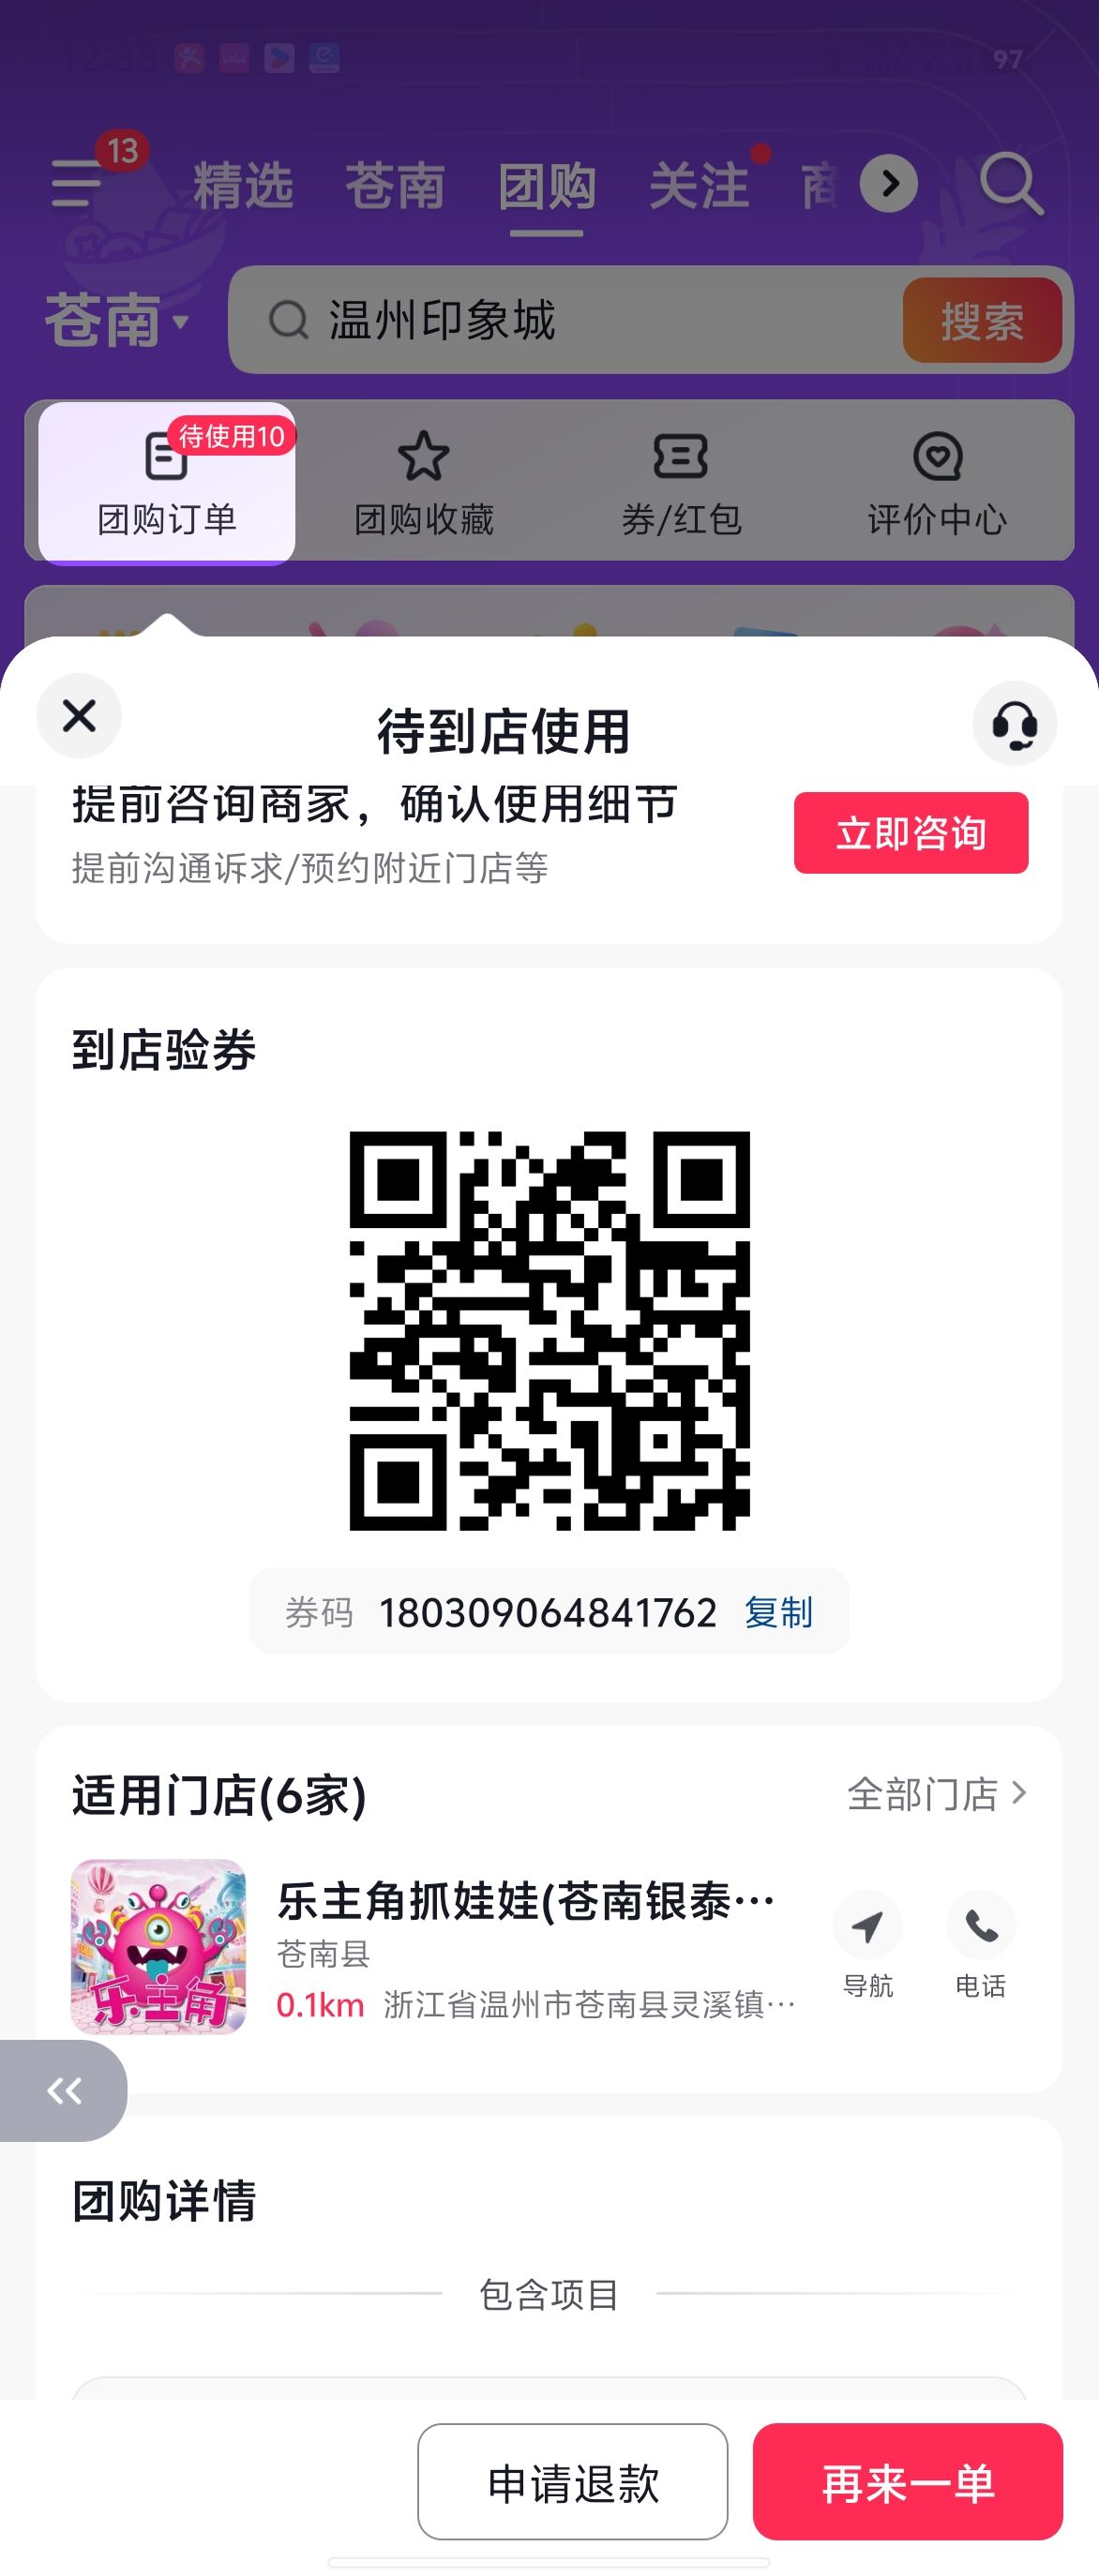 12:38
97
13
精选
苍南
团购
关注
商
苍南
温州印象城
搜索
待使用10
团购订单
团购收藏
券/红包
评价中心
待到店使用
提前咨询商家，确认使用细节
立即咨询
提前沟通诉求/预约附近门店等
到店验券
券码 180309064841762 复制
适用门店(6家)
全部门店
乐主角抓娃娃(苍南银泰…
苍南县
0.1km 浙江省温州市苍南县灵溪镇…
乐主角
导航
电话
团购详情
包含项目
申请退款
再来一单